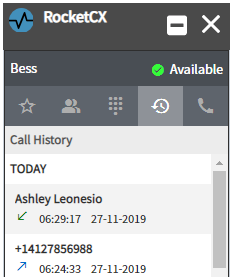 RocketCX
Bess Available
Call History
TODAY
Ashley Leonesio
06:29:17 27-11-2019
+14127856988
06:24:33 27-11-2019